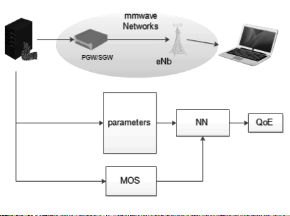 mmwave
Networks
PGW/SGW
eNb
parameters
NN
QoE
MOS